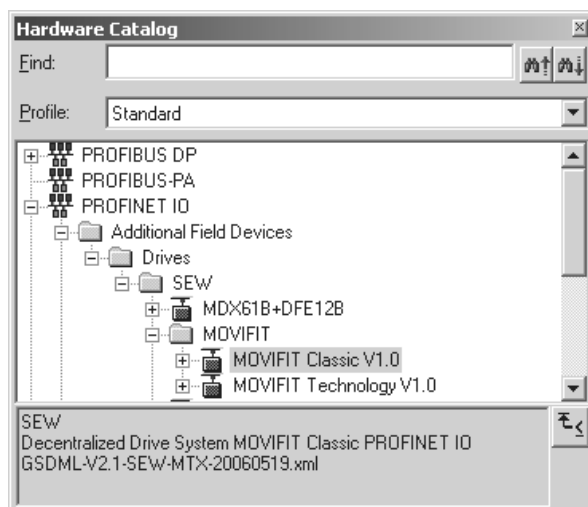 Hardware Catalog
Find:
Profile: Standard
PROFIBUS DP
PROFIBUS-PA
PROFINET IO
Additional Field Devices
Drives
SEW
MDX61B+DFE12B
MOVIFIT
MOVIFIT Classic V1.0
MOVIFIT Technology V1.0
SEW
Decentralized Drive System MOVIFIT Classic PROFINET IO
GSDML-V2.1-SEW-MTX-20060519.xml